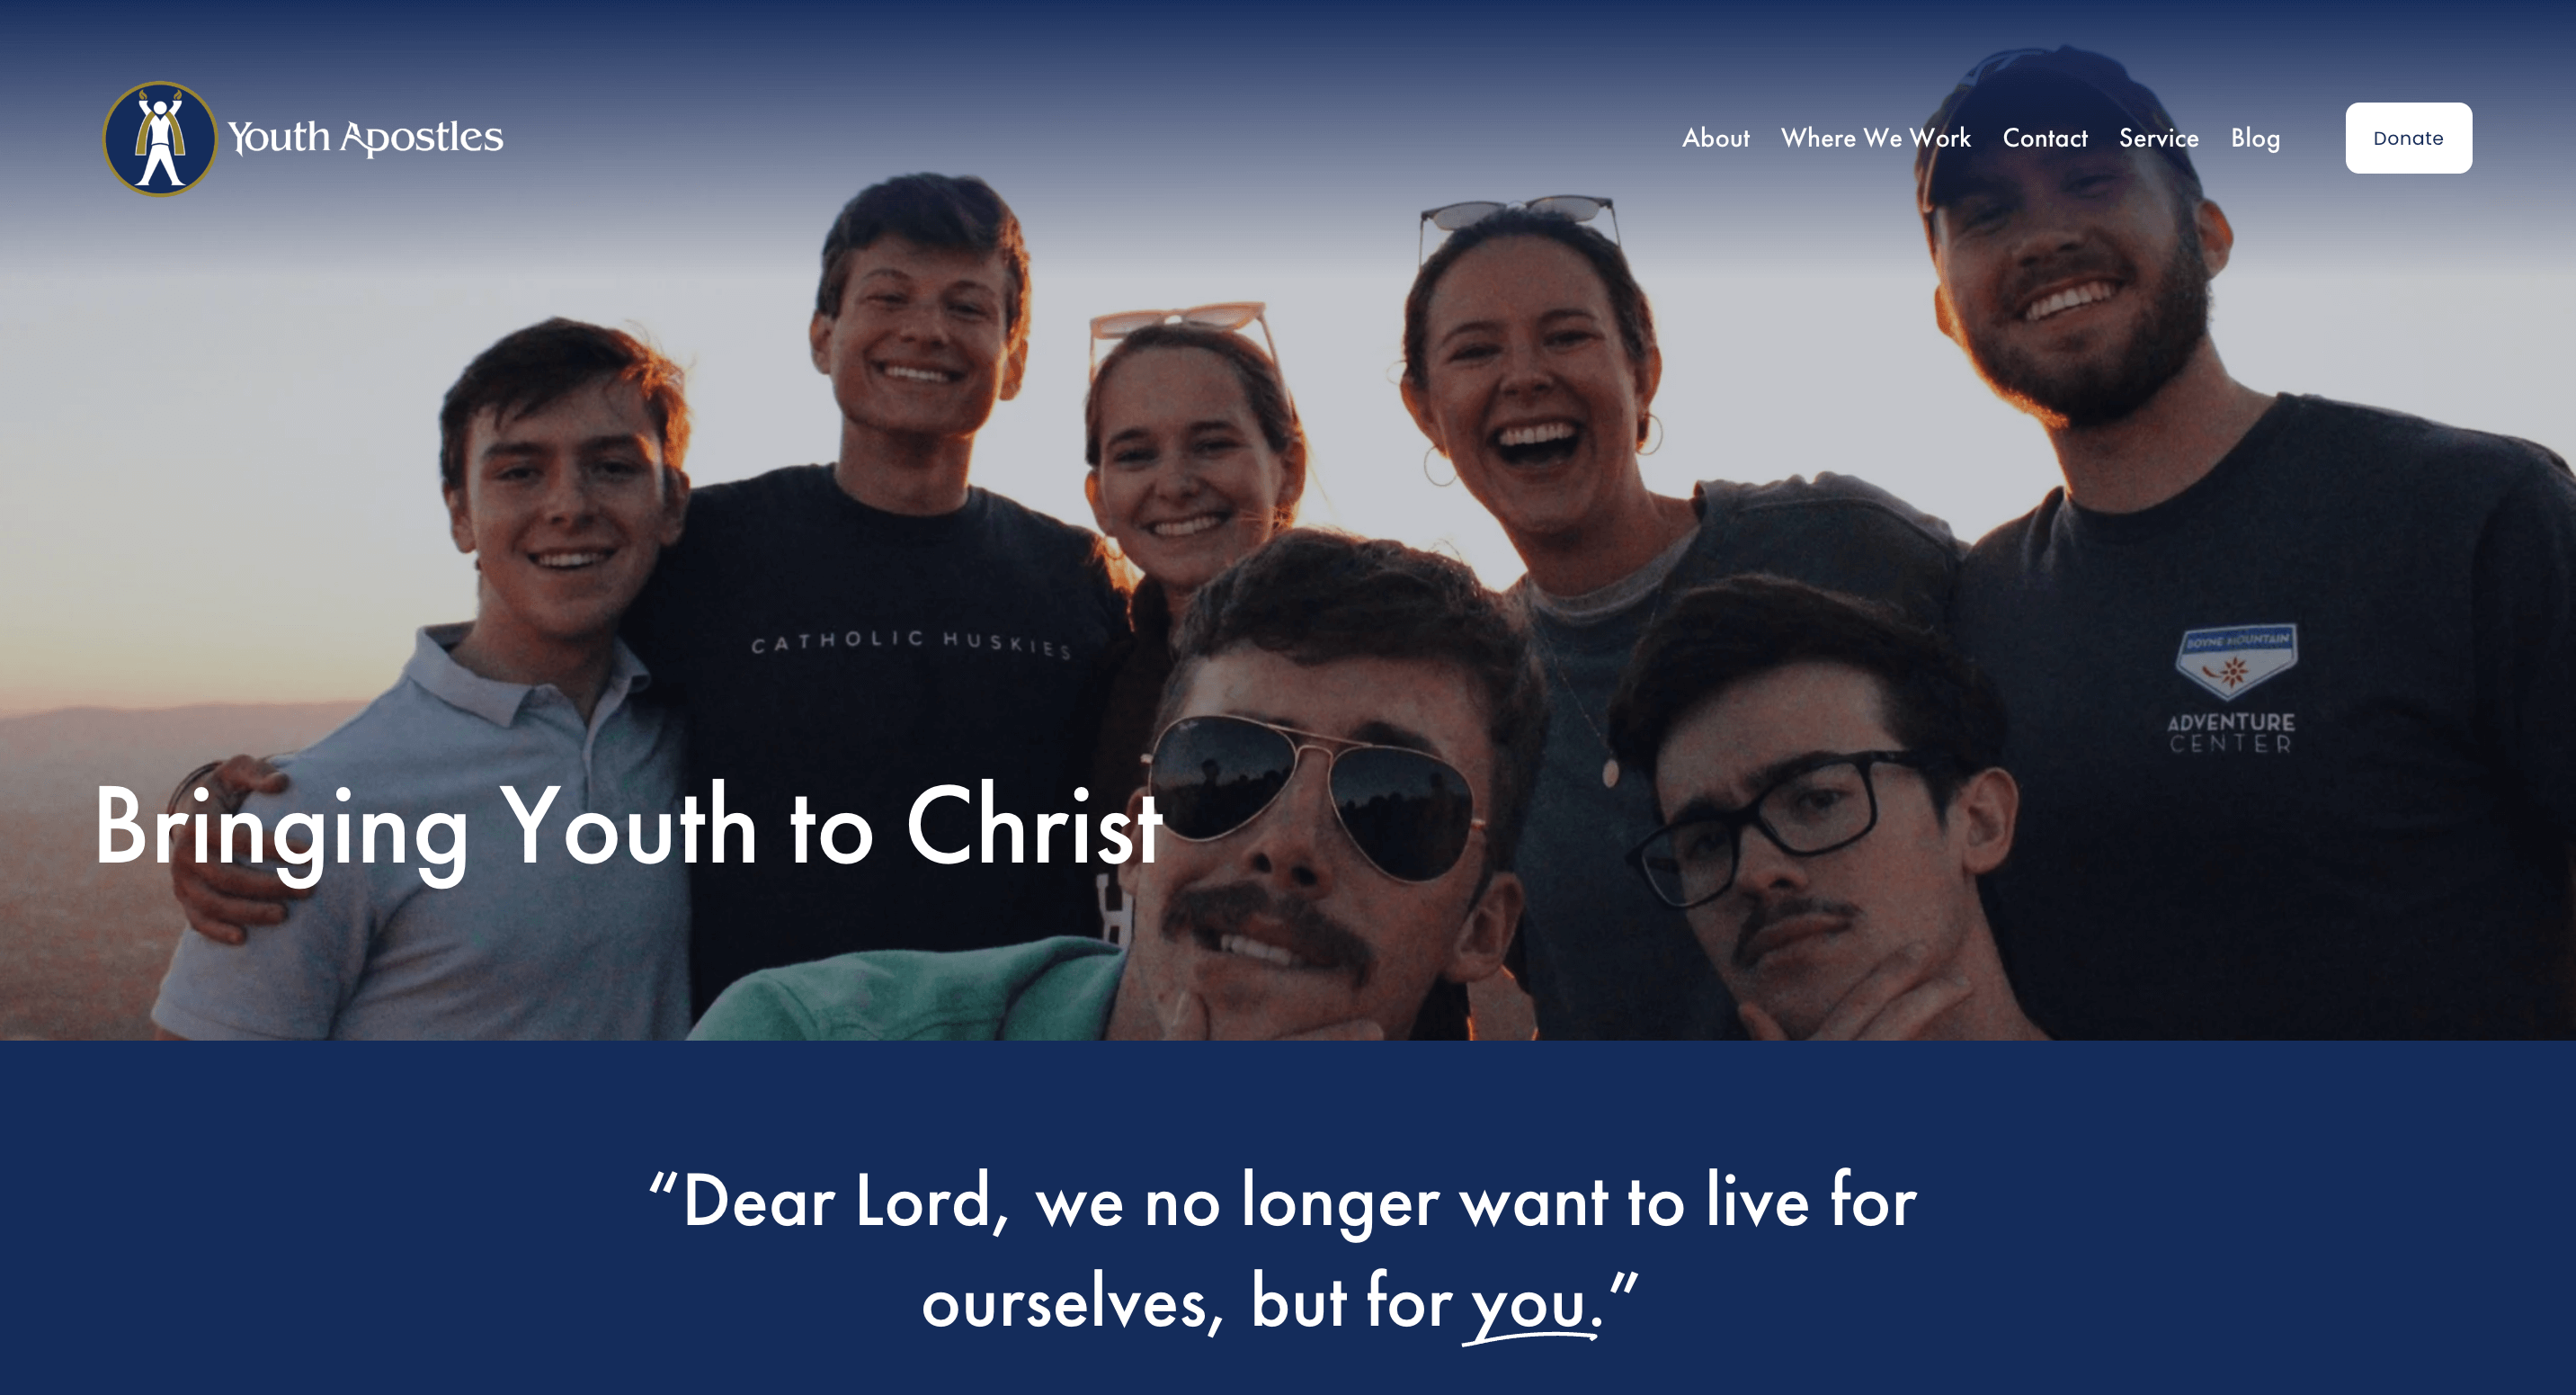 Youth Apostles
About Where We Work Contact Service Blog Donate
CATHOLIC HUSKIES
BOYNE MOUNTAIN
ADVENTURE
CENTER
Bringing Youth to Christ
H
“Dear Lord, we no longer want to live for
ourselves, but for you.”